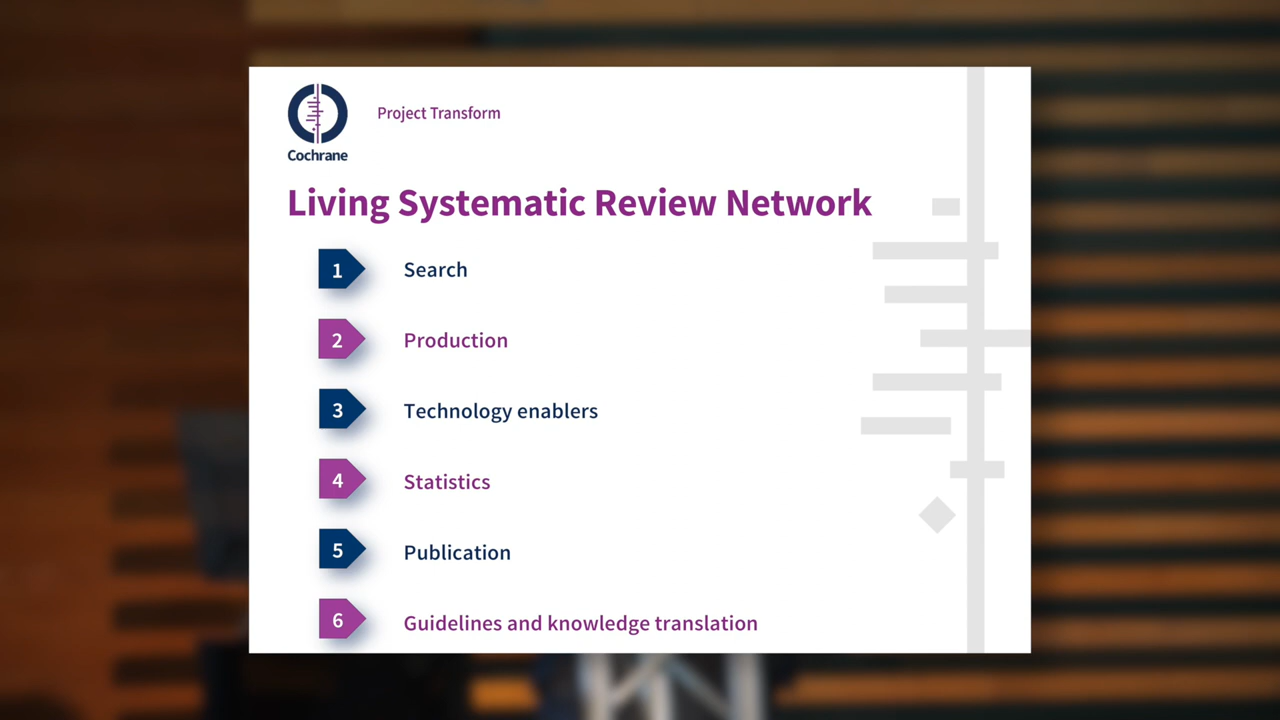 Project Transform
Cochrane
Living Systematic Review Network
1 Search
2 Production
3 Technology enablers
4 Statistics
5 Publication
6 Guidelines and knowledge translation